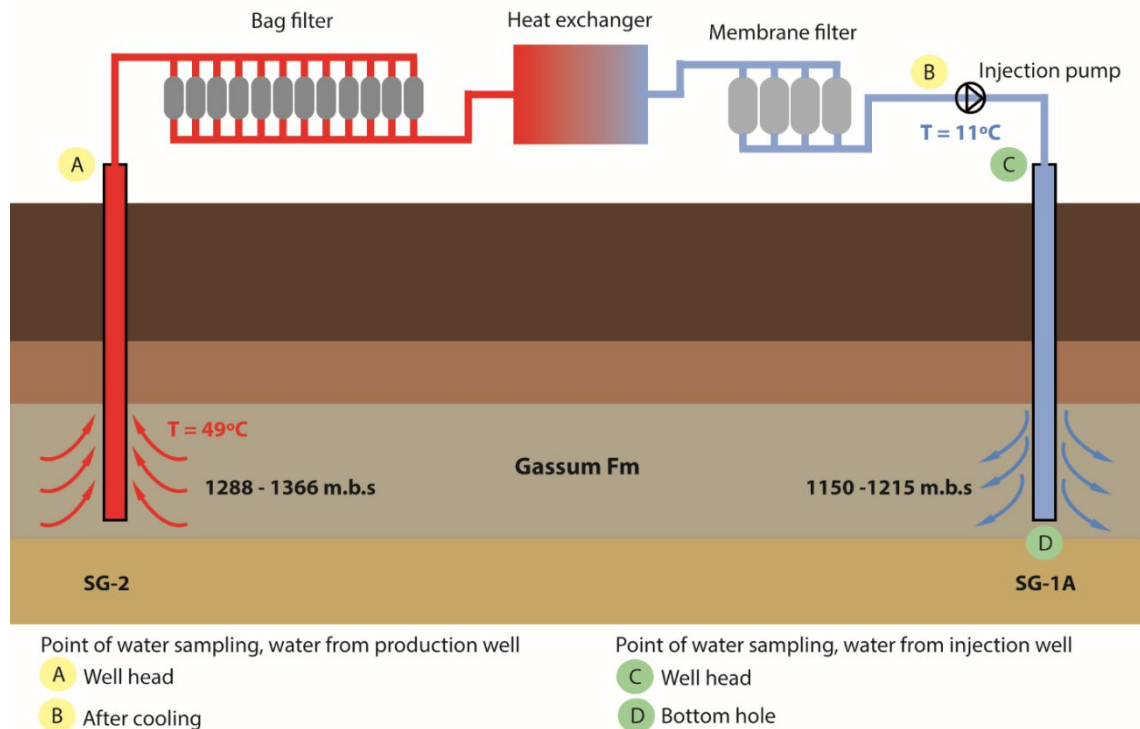 Bag filter
Heat exchanger
Membrane filter
B
Injection pump
T = 11ºC
A
C
T = 49ºC
1288 - 1366 m.b.s
Gassum Fm
1150 -1215 m.b.s
D
SG-2
SG-1A
Point of water sampling, water from production well
A Well head
B After cooling
Point of water sampling, water from injection well
C Well head
D Bottom hole